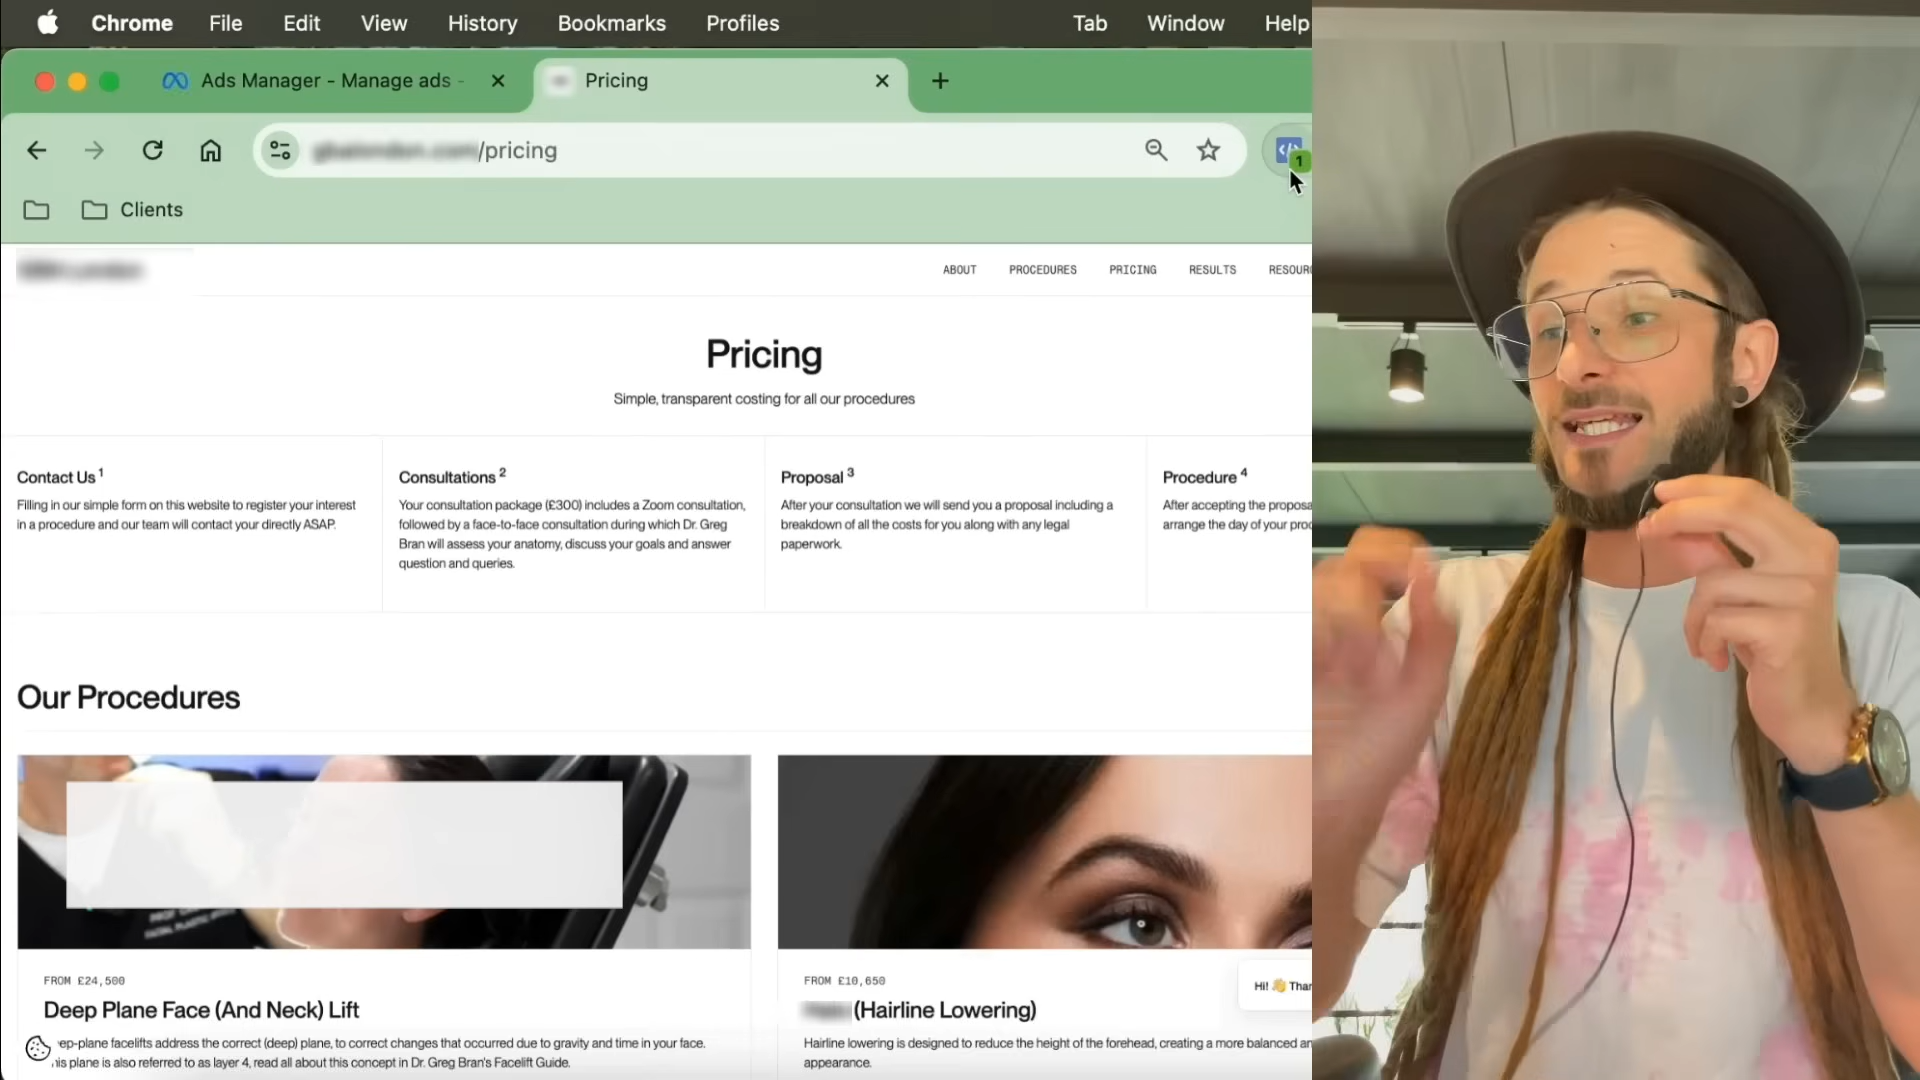 Chrome File Edit View History Bookmarks Profiles Tab Window Help
Ads Manager - Manage ads -
Pricing
/pricing
1
Clients
ABOUT PROCEDURES PRICING RESULTS RESOUR
Pricing
Simple, transparent costing for all our procedures
Contact Us 1
Filling in our simple form on this website to register your interest
in a procedure and our team will contact your directly ASAP.
Consultations 2
Your consultation package (£300) includes a Zoom consultation,
followed by a face-to-face consultation during which Dr. Greg
Bran will assess your anatomy, discuss your goals and answer
question and queries.
Proposal 3
After your consultation we will send you a proposal including a
breakdown of all the costs for you along with any legal
paperwork.
Procedure 4
After accepting the proposa
arrange the day of your proc
Our Procedures
FROM £24,500
Deep Plane Face (And Neck) Lift
ep-plane facelifts address the correct (deep) plane, to correct changes that occurred due to gravity and time in your face.
is plane is also referred to as layer 4, read all about this concept in Dr. Greg Bran's Facelift Guide.
FROM £10,650
(Hairline Lowering)
Hairline lowering is designed to reduce the height of the forehead, creating a more balanced an
appearance.
Hi! 👋 Than